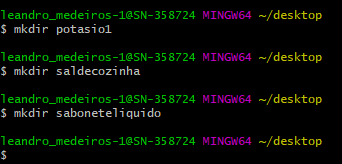 leandro_medeiros-1@SN-358724 MINGW64 ~/desktop
$ mkdir potasio1
leandro_medeiros-1@SN-358724 MINGW64 ~/desktop
$ mkdir saldecozinha
leandro_medeiros-1@SN-358724 MINGW64 ~/desktop
$ mkdir saboneteliquido
leandro_medeiros-1@SN-358724 MINGW64 ~/desktop
$